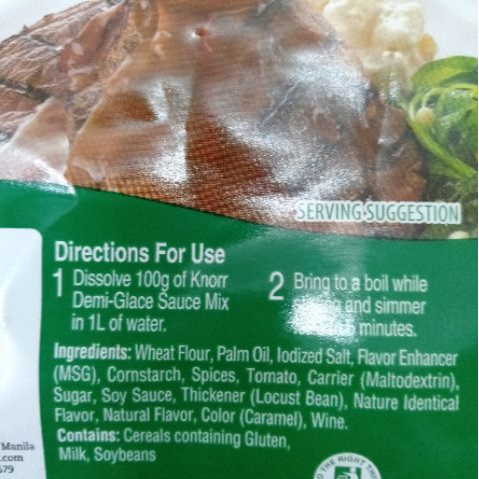 SERVING SUGGESTION
Directions For Use
1 Dissolve 100g of Knorr
Demi-Glace Sauce Mix
in 1L of water.
2 Bring to a boil while
and simmer
minutes.
Ingredients: Wheat Flour, Palm Oil, Iodized Salt, Flavor Enhancer
(MSG), Cornstarch, Spices, Tomato, Carrier (Maltodextrin),
Sugar, Soy Sauce, Thickener (Locust Bean), Nature Identical
Flavor, Natural Flavor, Color (Caramel), Wine.
Contains: Cereals containing Gluten,
Milk, Soybeans
Manila
.com
THE RIGHT